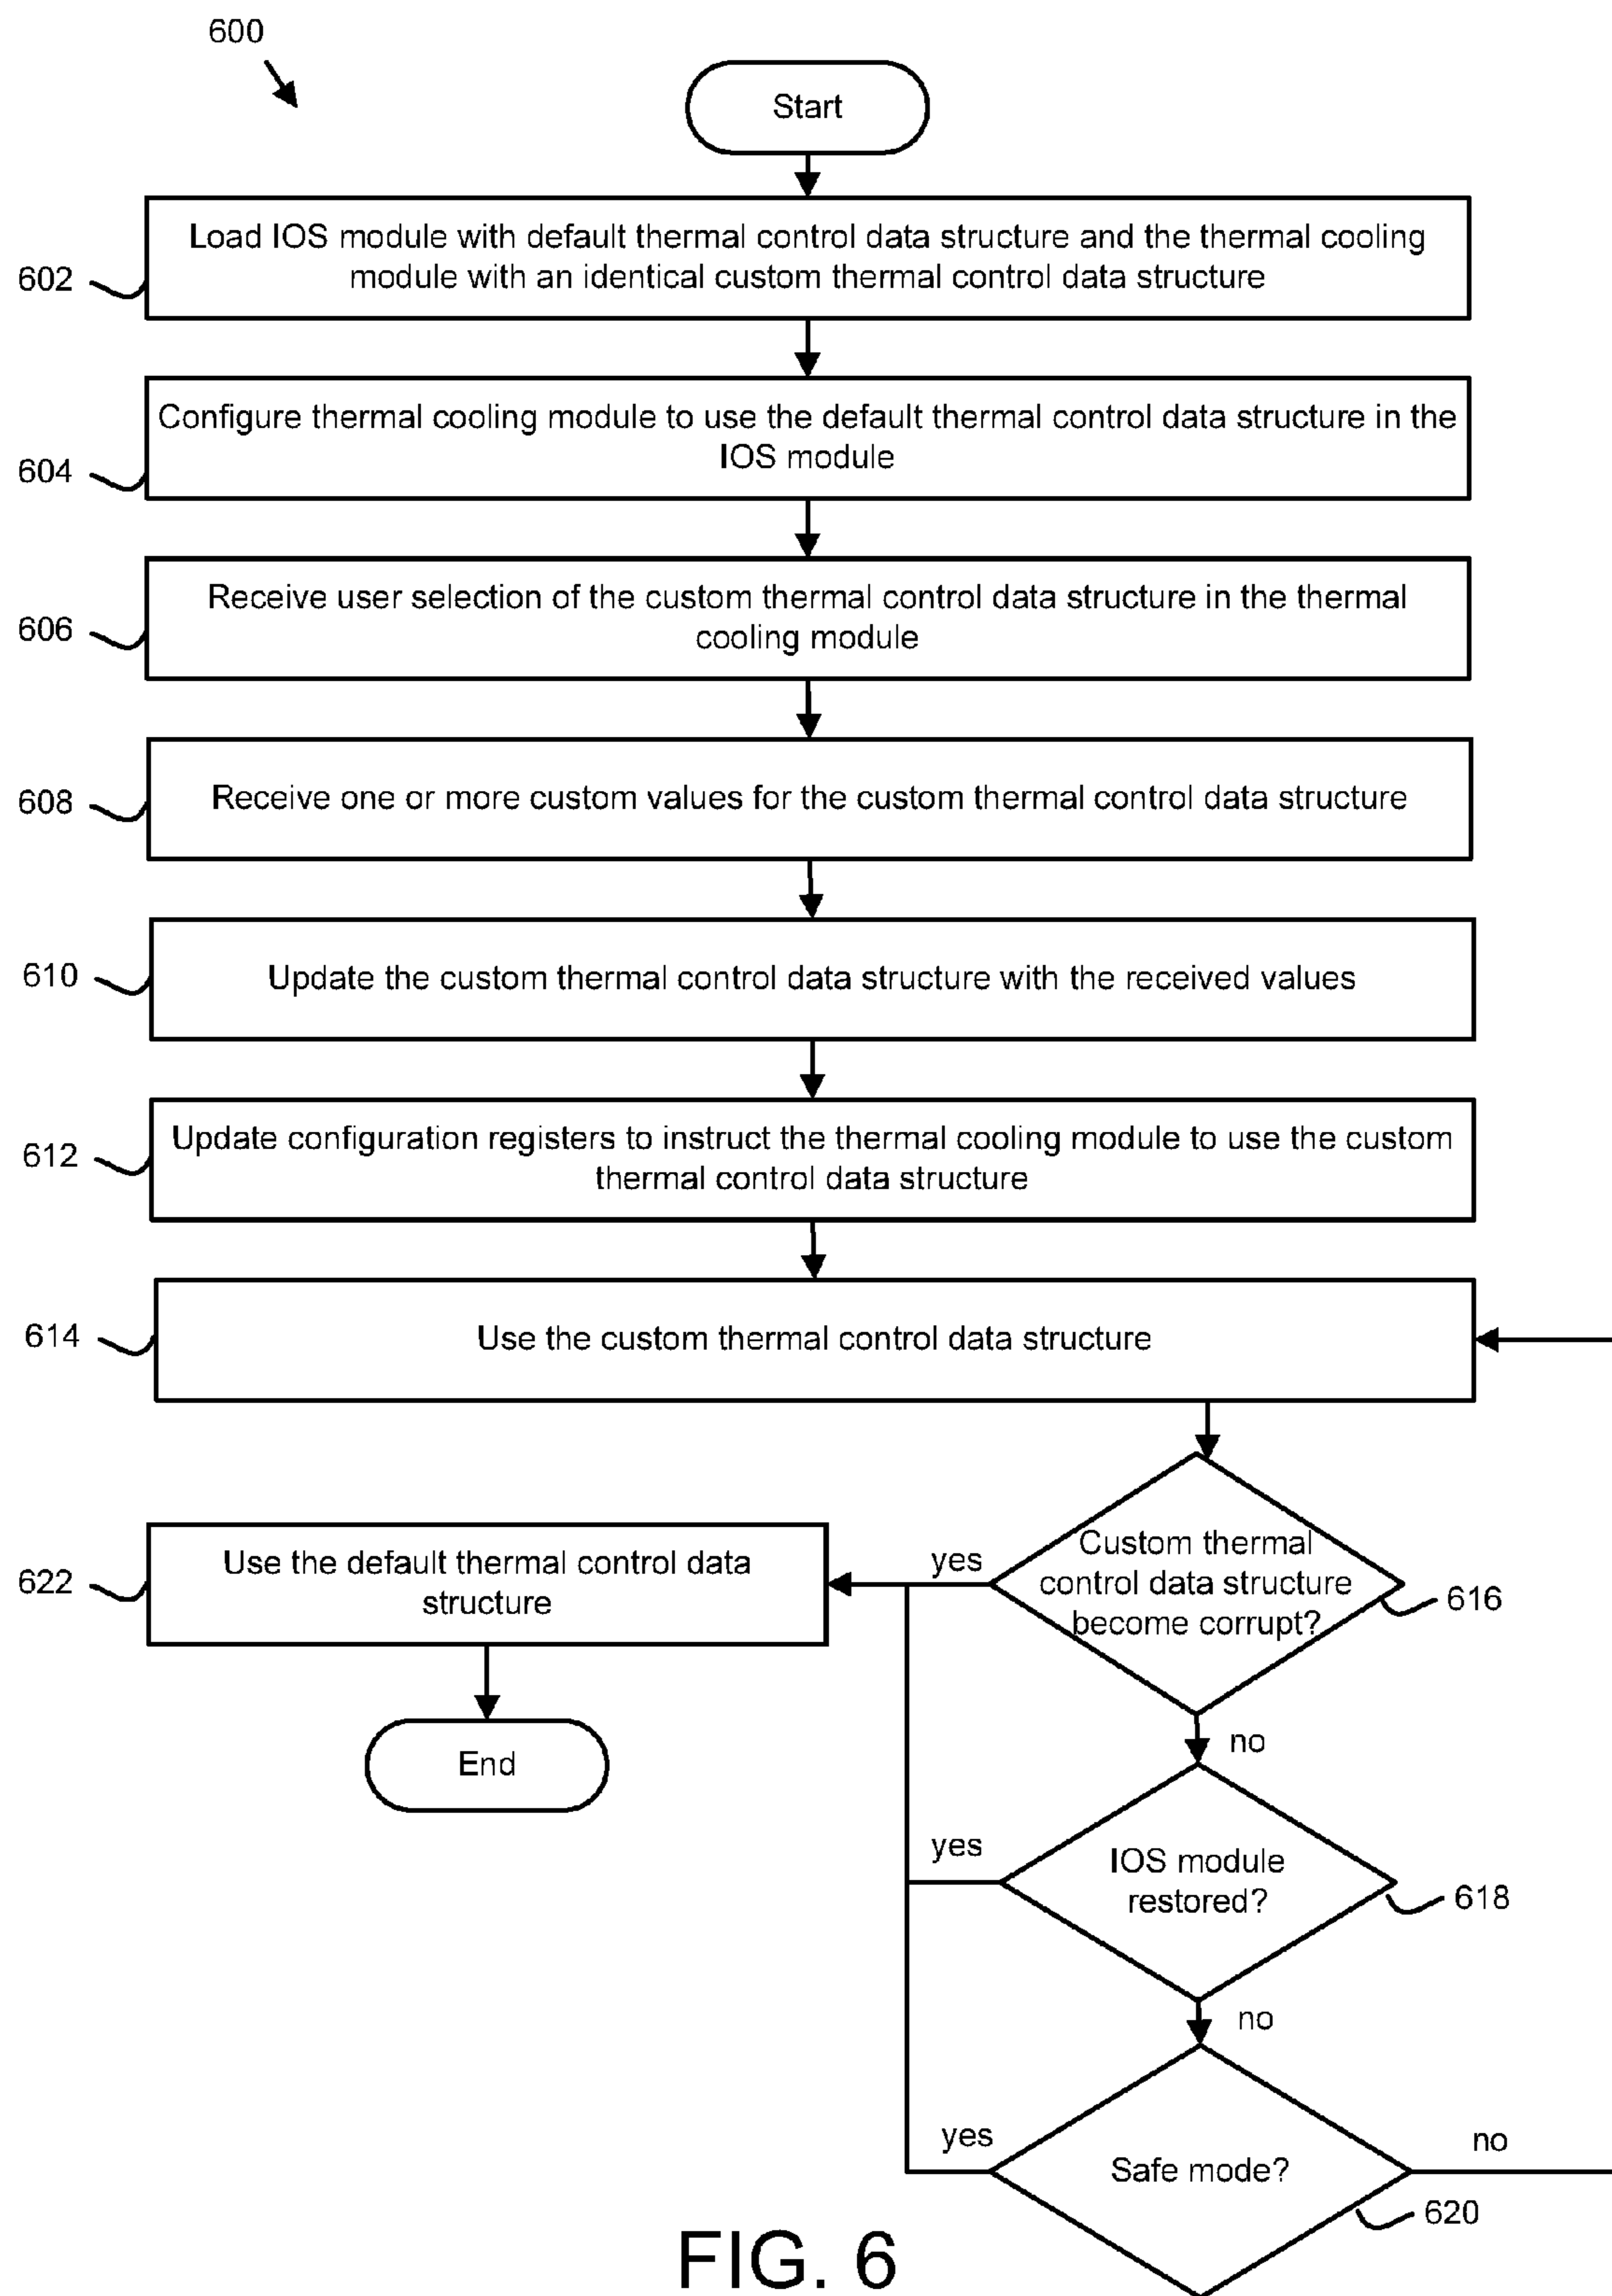 600
Start
Load IOS module with default thermal control data structure and the thermal cooling
module with an identical custom thermal control data structure
602
Configure thermal cooling module to use the default thermal control data structure in the
IOS module
604
Receive user selection of the custom thermal control data structure in the thermal
cooling module
606
Receive one or more custom values for the custom thermal control data structure
608
Update the custom thermal control data structure with the received values
610
Update configuration registers to instruct the thermal cooling module to use the custom
thermal control data structure
612
Use the custom thermal control data structure
614
Custom thermal
control data structure
become corrupt?
616
yes
Use the default thermal control data
structure
622
End
no
IOS module
restored?
618
yes
no
Safe mode?
620
yes
no
FIG. 6